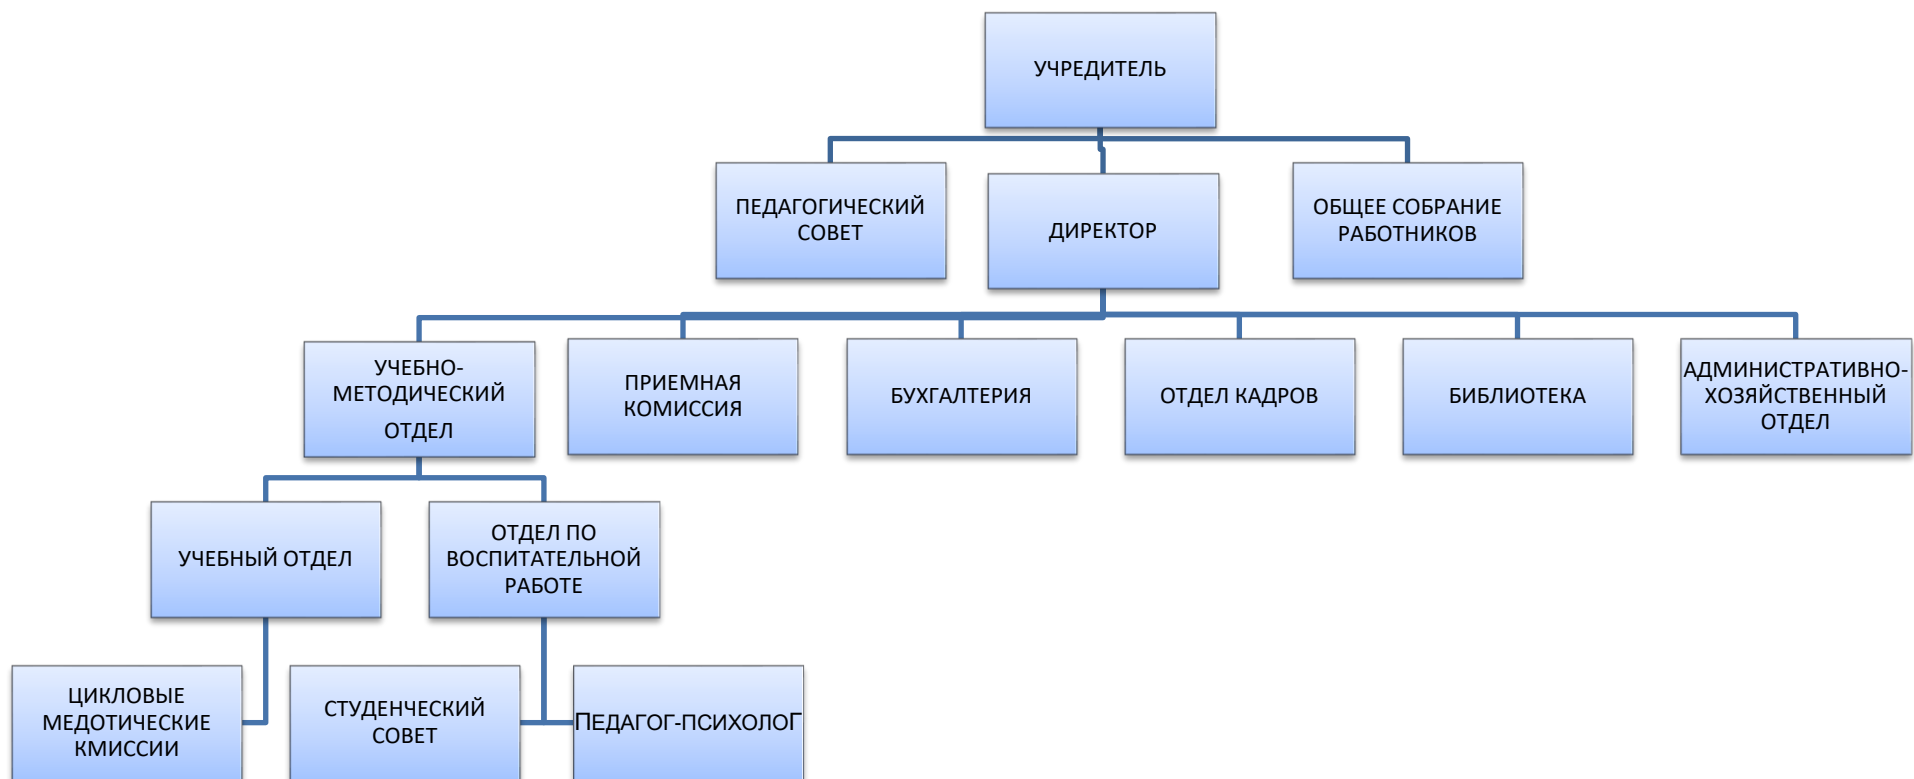 УЧРЕДИТЕЛЬ
ПЕДАГОГИЧЕСКИЙ
СОВЕТ
ДИРЕКТОР
ОБЩЕЕ СОБРАНИЕ
РАБОТНИКОВ
УЧЕБНО-
МЕТОДИЧЕСКИЙ
ОТДЕЛ
ПРИЕМНАЯ
КОМИССИЯ
БУХГАЛТЕРИЯ
ОТДЕЛ КАДРОВ
БИБЛИОТЕКА
АДМИНИСТРАТИВНО-
ХОЗЯЙСТВЕННЫЙ
ОТДЕЛ
УЧЕБНЫЙ ОТДЕЛ
ОТДЕЛ ПО
ВОСПИТАТЕЛЬНОЙ
РАБОТЕ
ЦИКЛОВЫЕ
МЕДОТИЧЕСКИЕ
КМИССИИ
СТУДЕНЧЕСКИЙ
СОВЕТ
ПЕДАГОГ-ПСИХОЛОГ